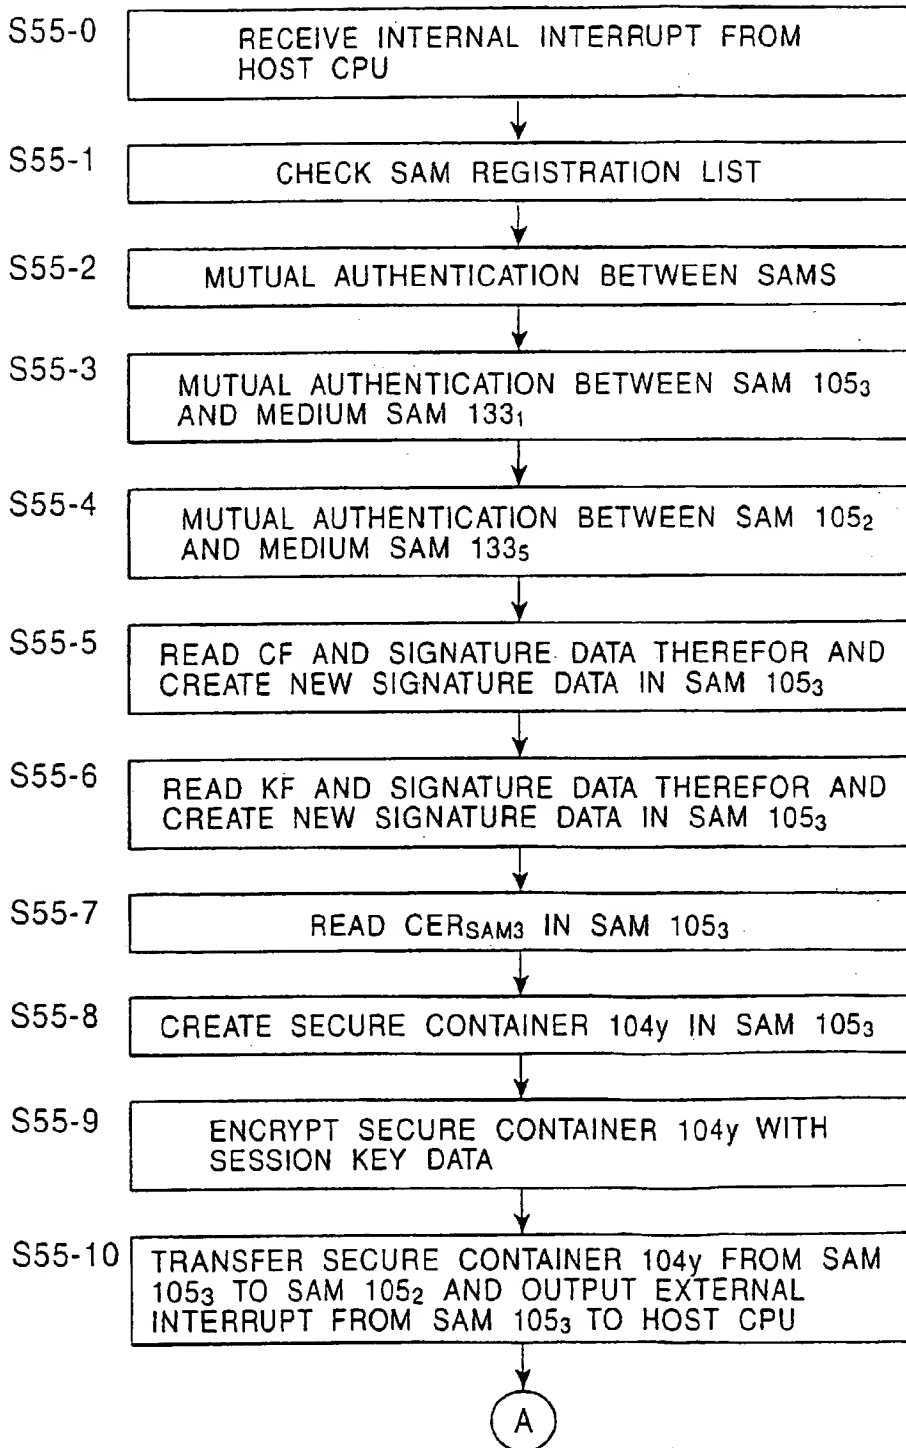 S55-0
RECEIVE INTERNAL INTERRUPT FROM
HOST CPU
S55-1
CHECK SAM REGISTRATION LIST
S55-2
MUTUAL AUTHENTICATION BETWEEN SAMS
S55-3
MUTUAL AUTHENTICATION BETWEEN SAM 105₃
AND MEDIUM SAM 133₁
S55-4
MUTUAL AUTHENTICATION BETWEEN SAM 105₂
AND MEDIUM SAM 133₅
S55-5
READ CF AND SIGNATURE DATA THEREFOR AND
CREATE NEW SIGNATURE DATA IN SAM 105₃
S55-6
READ KF AND SIGNATURE DATA THEREFOR AND
CREATE NEW SIGNATURE DATA IN SAM 105₃
S55-7
READ CERSAM3 IN SAM 105₃
S55-8
CREATE SECURE CONTAINER 104y IN SAM 105₃
S55-9
ENCRYPT SECURE CONTAINER 104y WITH
SESSION KEY DATA
S55-10
TRANSFER SECURE CONTAINER 104y FROM SAM
105₃ TO SAM 105₂ AND OUTPUT EXTERNAL
INTERRUPT FROM SAM 105₃ TO HOST CPU
A